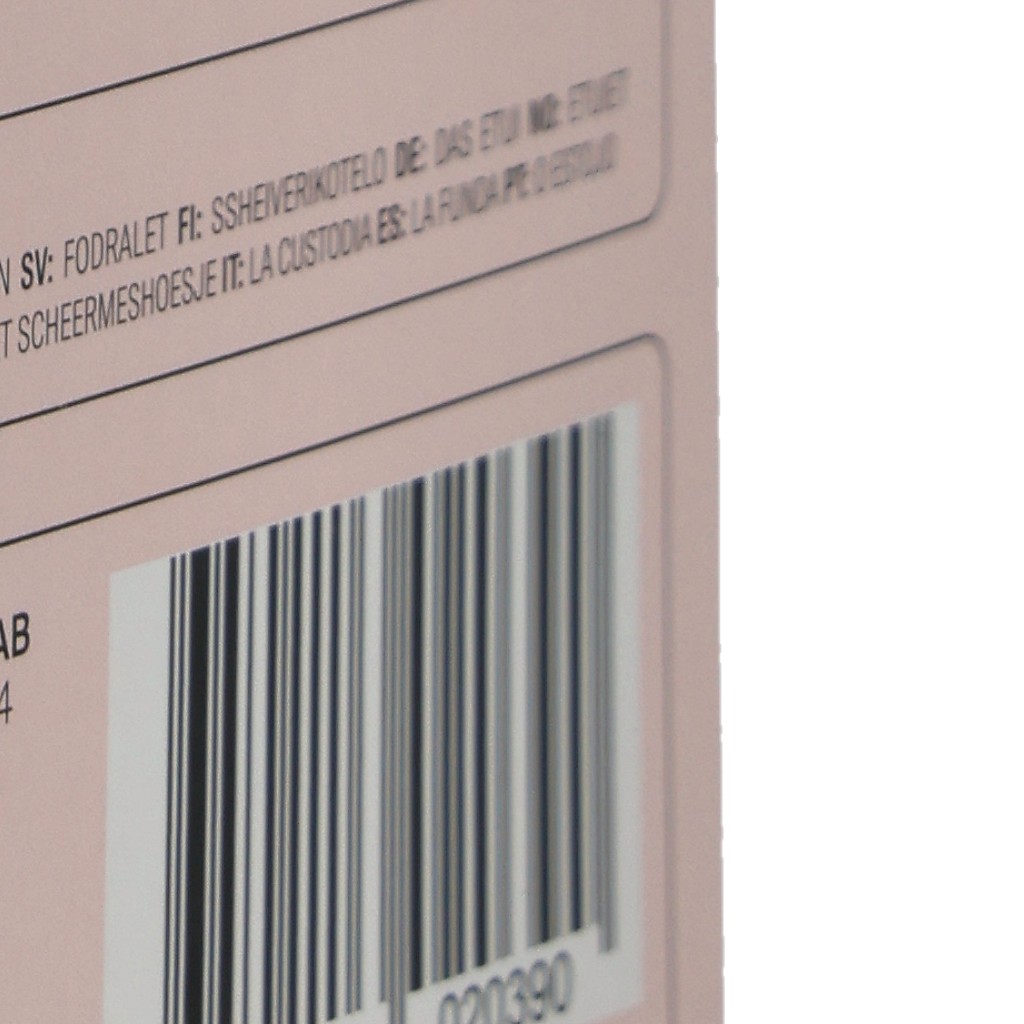 N SV: FODRALET FI: SSHEIVERIKOTELO DE: DAS ETUI NO: ETUIET
T SCHEERMESHOESJE IT: LA CUSTODIA ES: LA FUNDA PT: O ESTOJO
AB
4
020390